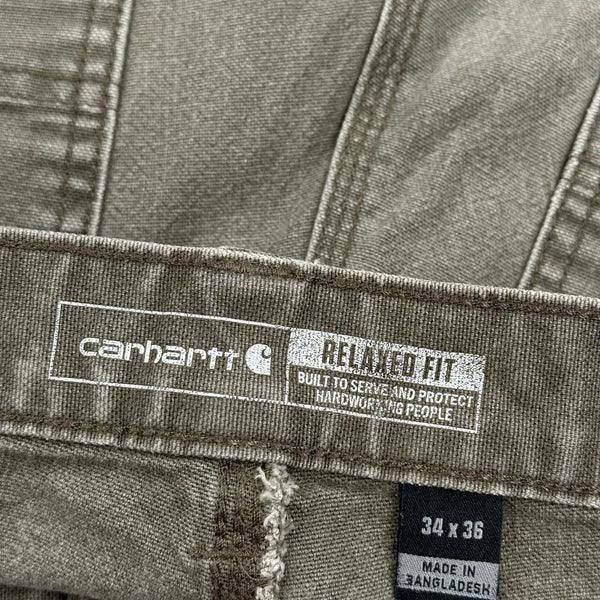 carhartt
RELAXED FIT
BUILT TO SERVE AND PROTECT
HARDWORKING PEOPLE
34 x 36
MADE IN
BANGLADESH